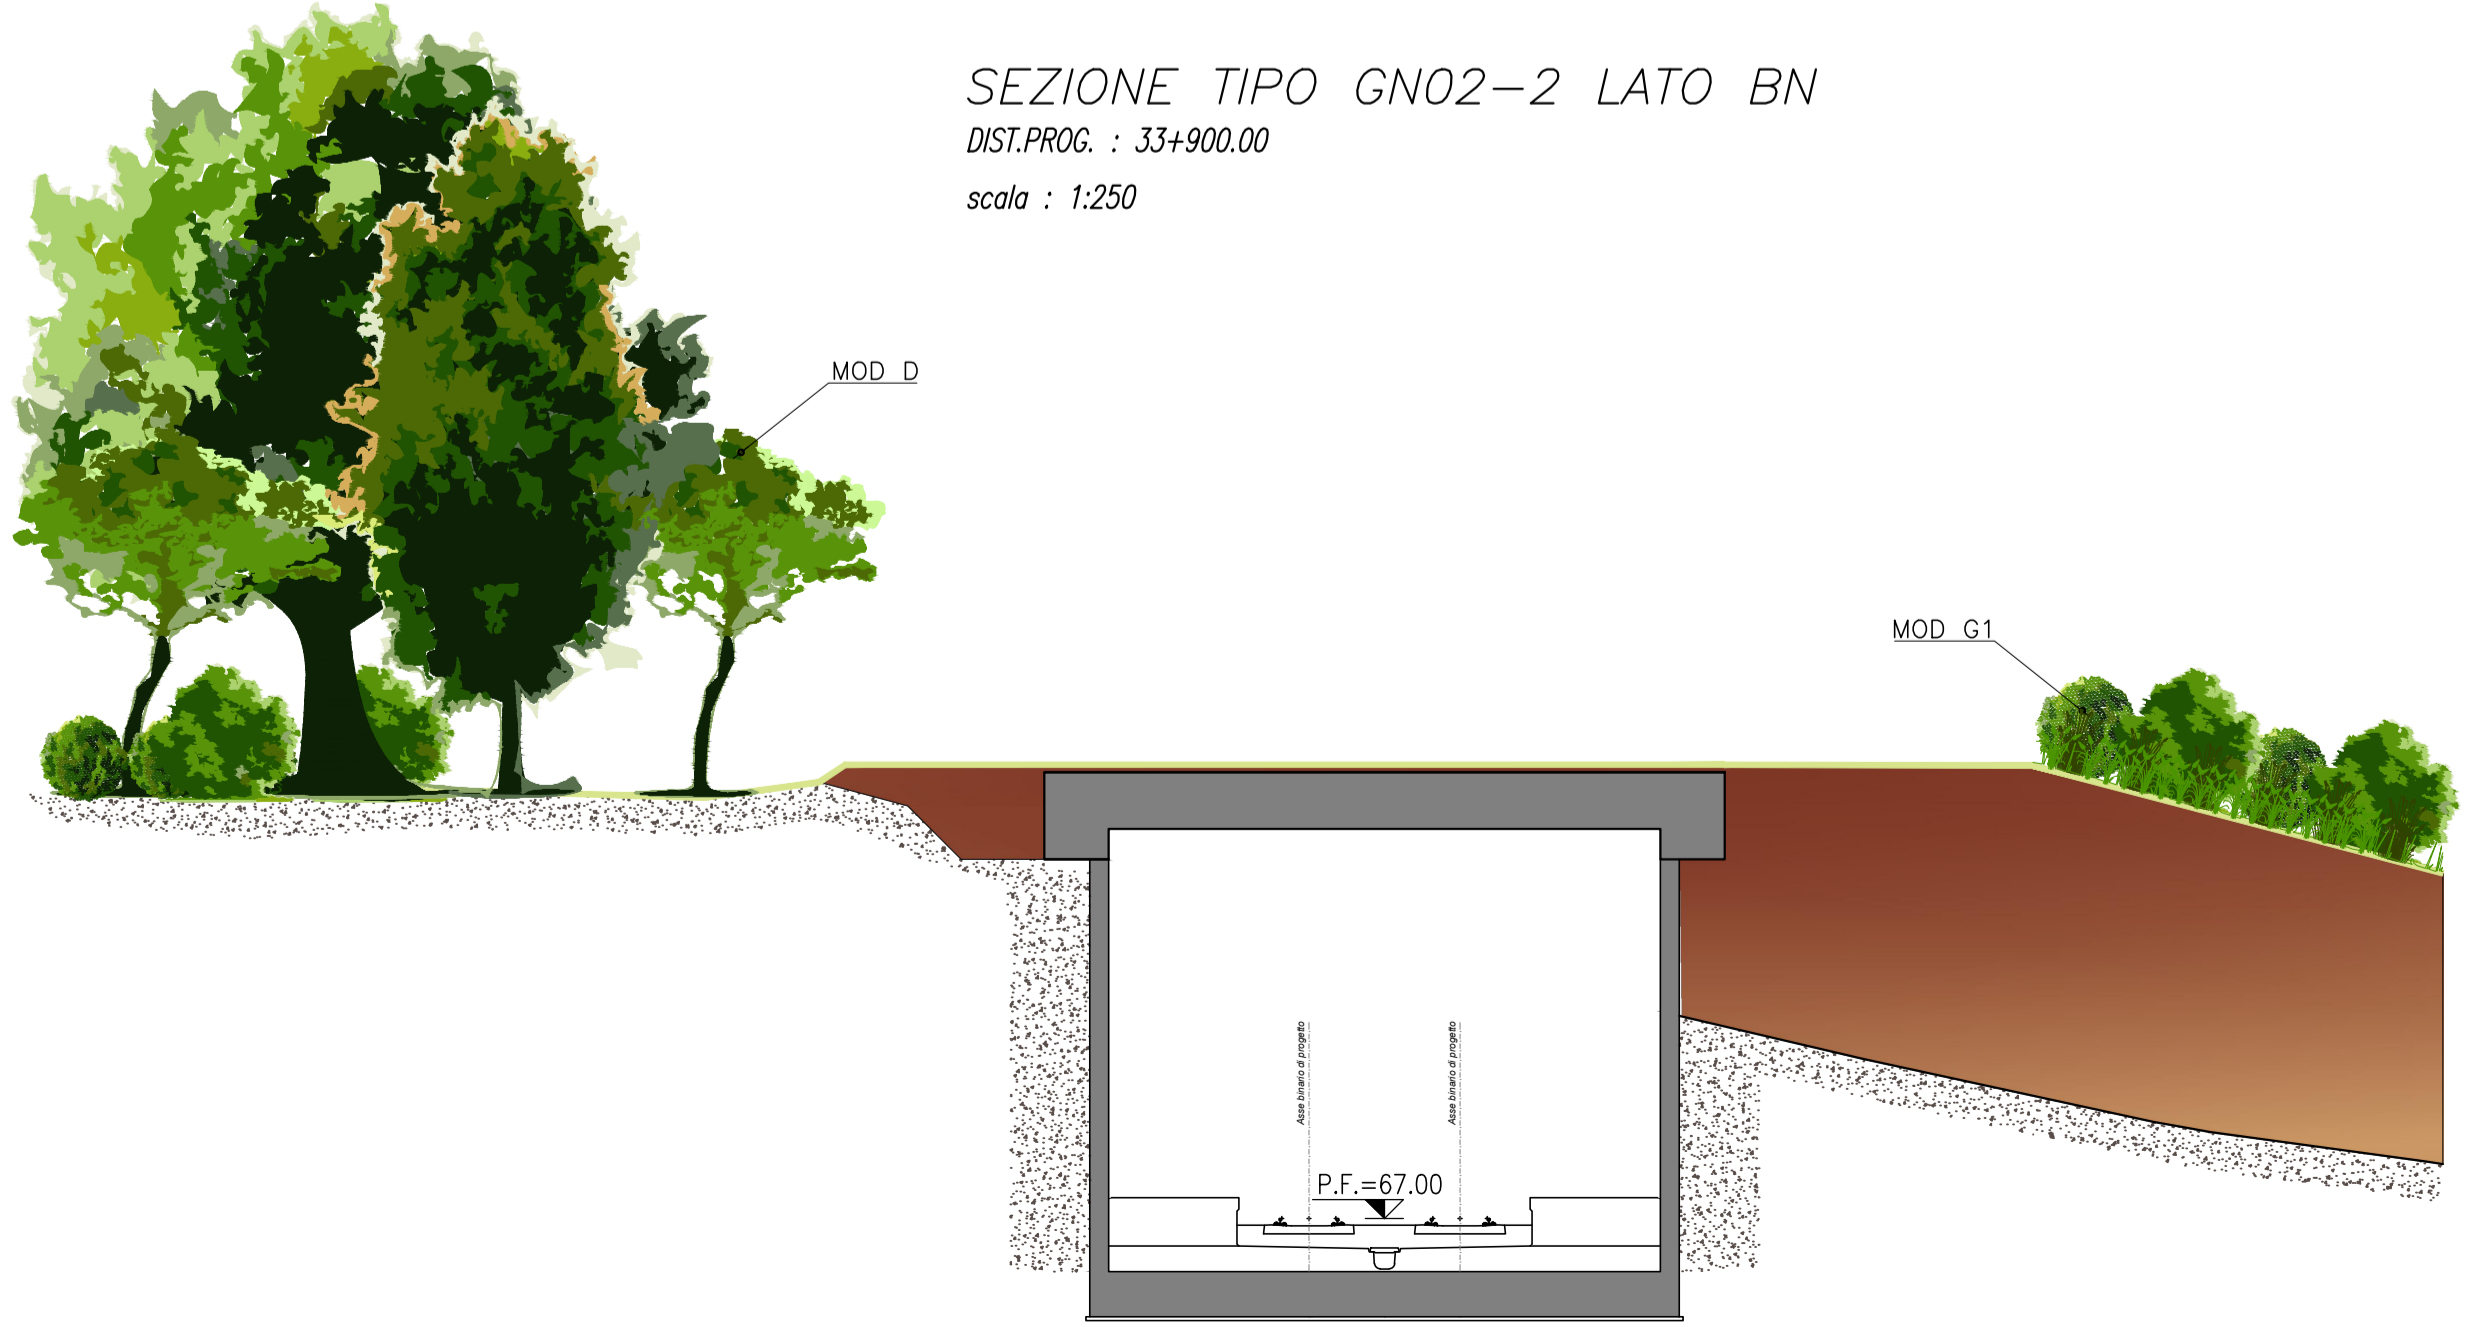 SEZIONE TIPO GN02-2 LATO BN
DIST.PROG. : 33+900.00
scala : 1:250
MOD D
MOD G1
Asse binario di progetto
Asse binario di progetto
P.F.=67.00